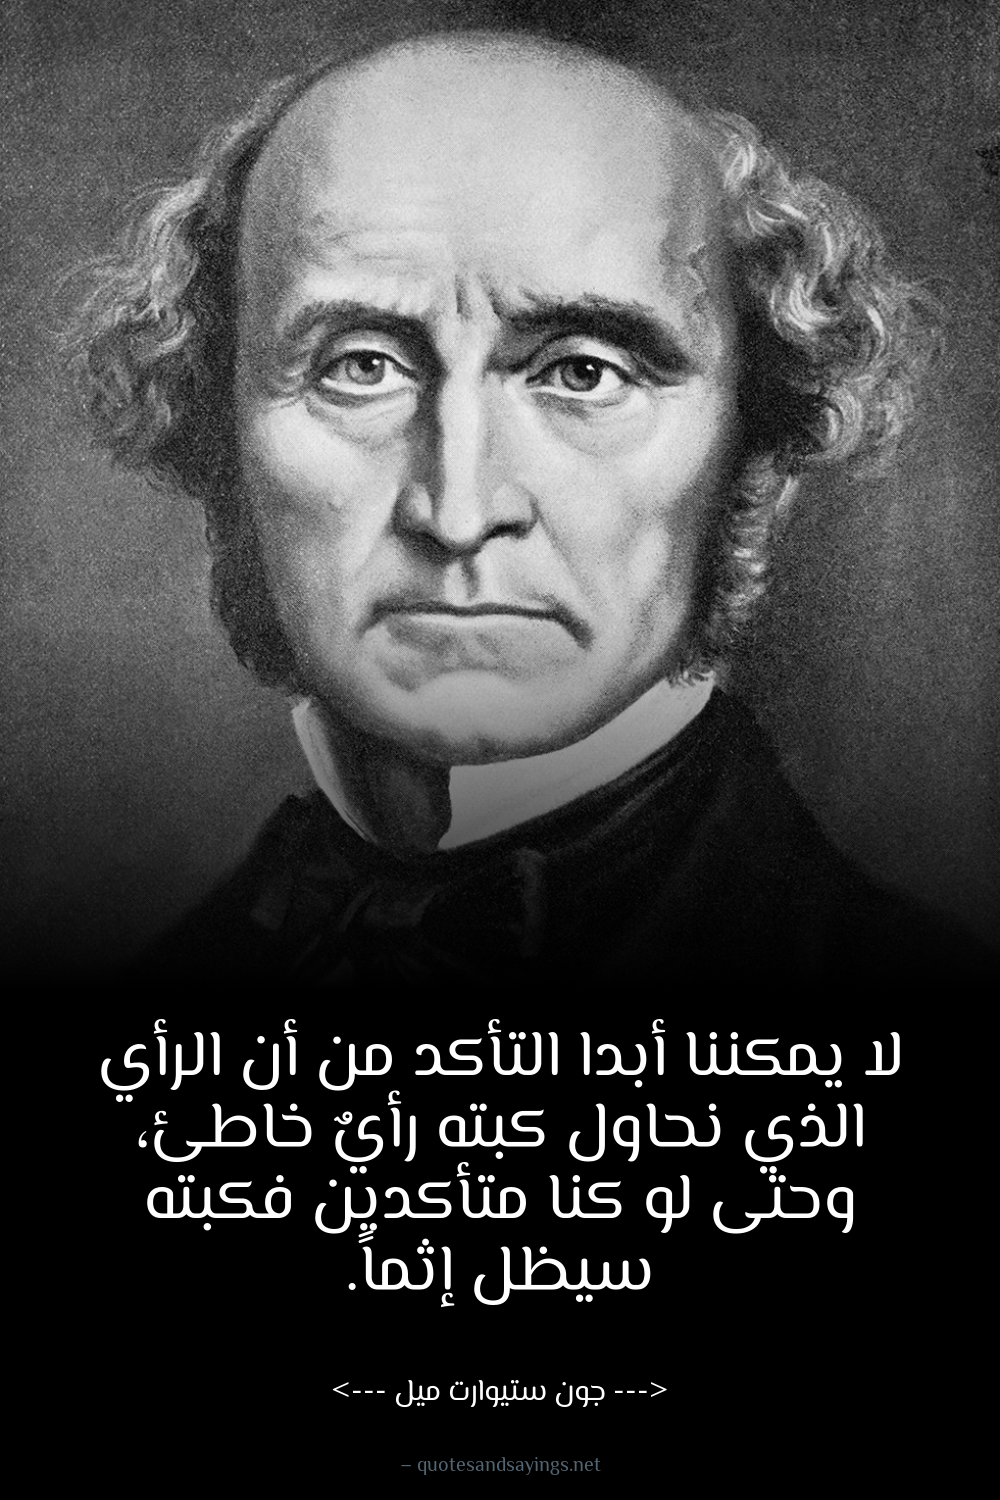 لا يمكننا أبدا التأكد من أن الرأي
الذي نحاول كبته رأيٌ خاطئ،
وحتى لو كنا متأكدين فكبته
سيظل إثماً.
<--- جون ستيوارت ميل --->
– quotesandsayings.net